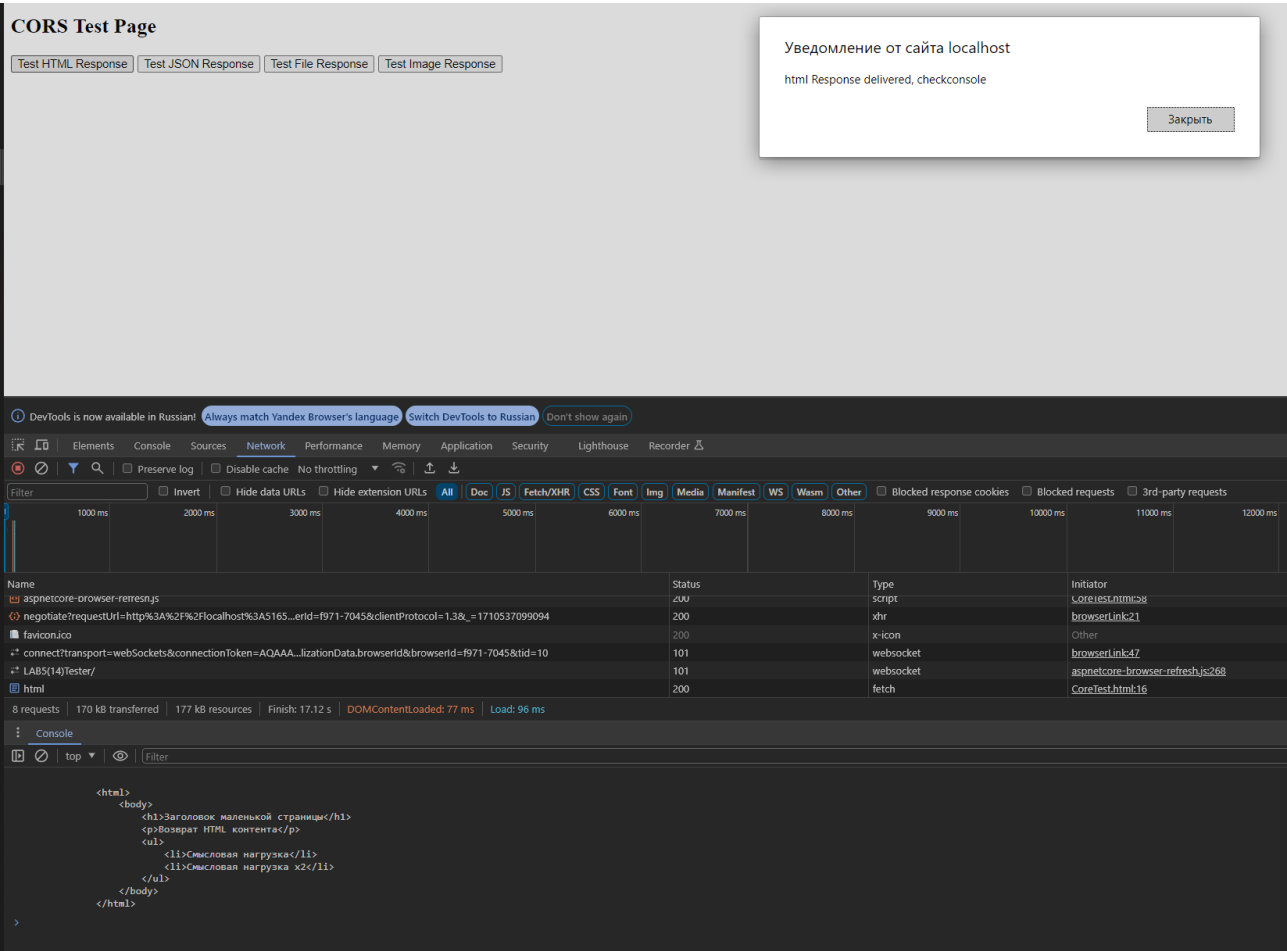 CORS Test Page
Test HTML Response Test JSON Response Test File Response Test Image Response
Уведомление от сайта localhost
html Response delivered, checkconsole
Закрыть
DevTools is now available in Russian! Always match Yandex Browser's language Switch DevTools to Russian Don't show again
Elements Console Sources Network Performance Memory Application Security Lighthouse Recorder
Preserve log Disable cache No throttling
Filter Invert Hide data URLs Hide extension URLs All Doc JS Fetch/XHR CSS Font Img Media Manifest WS Wasm Other Blocked response cookies Blocked requests 3rd-party requests
1000 ms 2000 ms 3000 ms 4000 ms 5000 ms 6000 ms 7000 ms 8000 ms 9000 ms 10000 ms 11000 ms 12000 ms
Name Status Type Initiator
aspnetcore-browser-refresh.js 200 script CoreTest.html:58
negotiate?requestUrl=http%3A%2F%2Flocalhost%3A5165...erId=f971-7045&clientProtocol=1.3&_=1710537099094 200 xhr browserLink:21
favicon.ico 200 x-icon Other
connect?transport=webSockets&connectionToken=AQAAA...lizationData.browserId&browserId=f971-7045&tid=10 101 websocket browserLink:47
LAB5(14)Tester/ 101 websocket aspnetcore-browser-refresh.js:268
html 200 fetch CoreTest.html:16
8 requests 170 kB transferred 177 kB resources Finish: 17.12 s DOMContentLoaded: 77 ms Load: 96 ms
Console
top Filter
<html>
<body>
<h1>Заголовок маленькой страницы</h1>
<p>Возврат HTML контента</p>
<ul>
<li>Смысловая нагрузка</li>
<li>Смысловая нагрузка x2</li>
</ul>
</body>
</html>